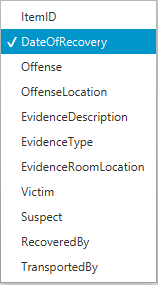 ItemID
✓ DateOfRecovery
Offense
OffenseLocation
EvidenceDescription
EvidenceType
EvidenceRoomLocation
Victim
Suspect
RecoveredBy
TransportedBy